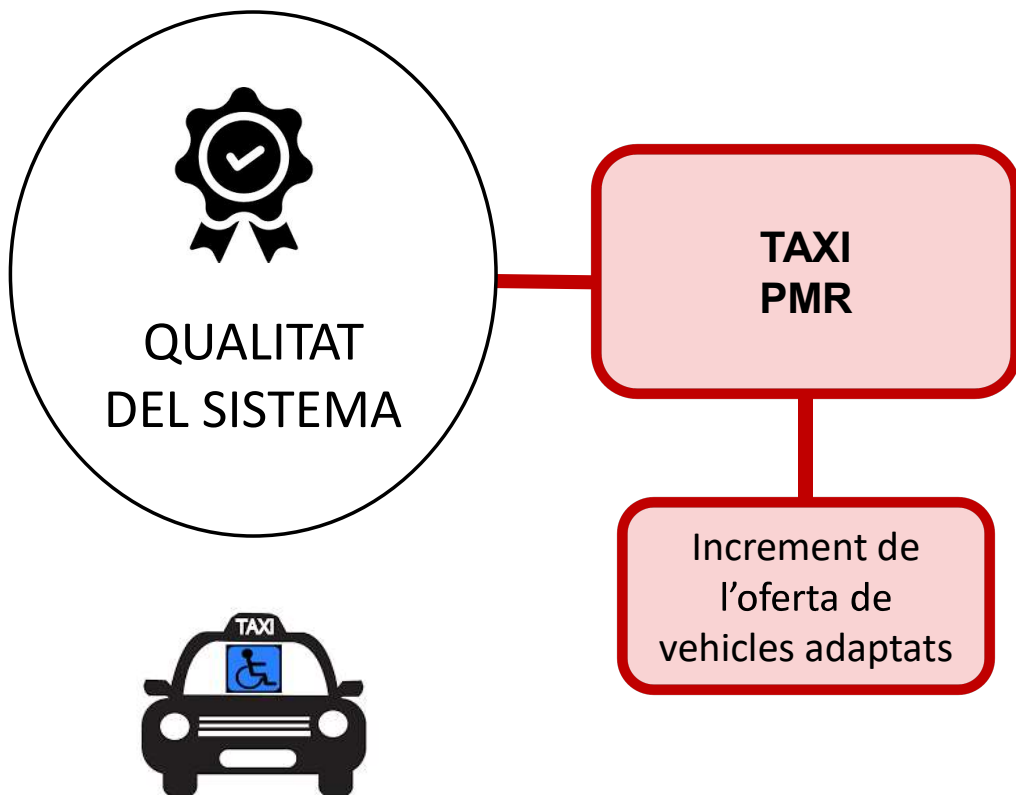 QUALITAT
DEL SISTEMA
TAXI
PMR
Increment de
l’oferta de
vehicles adaptats
TAXI